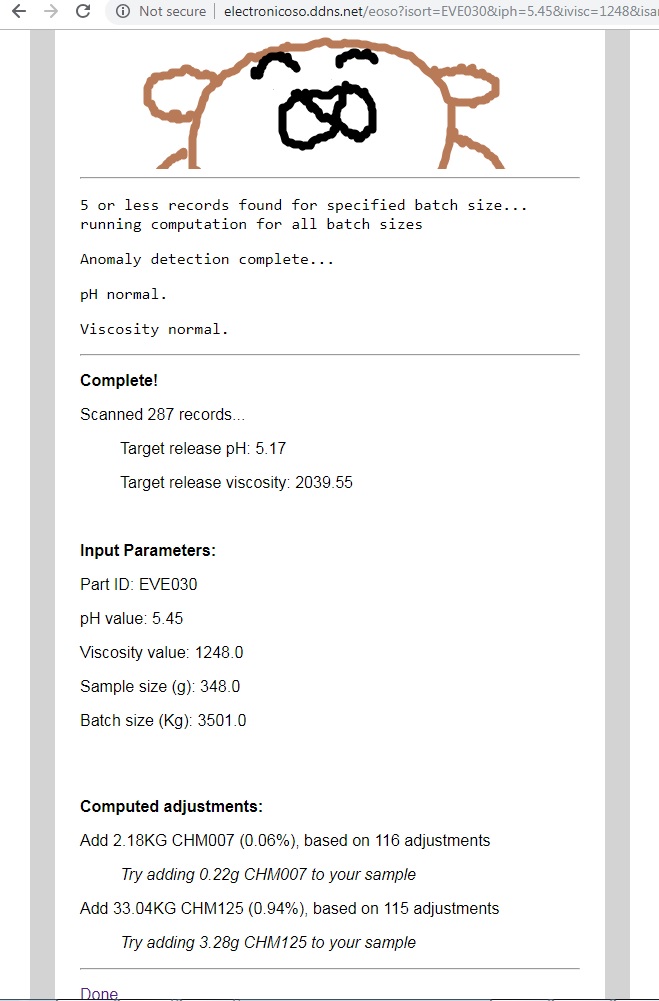 Not secure | electronicoso.ddns.net/eoso?isort=EVE030&iph=5.45&ivisc=1248&isa
5 or less records found for specified batch size...
running computation for all batch sizes
Anomaly detection complete...
pH normal.
Viscosity normal.
Complete!
Scanned 287 records...
Target release pH: 5.17
Target release viscosity: 2039.55
Input Parameters:
Part ID: EVE030
pH value: 5.45
Viscosity value: 1248.0
Sample size (g): 348.0
Batch size (Kg): 3501.0
Computed adjustments:
Add 2.18KG CHM007 (0.06%), based on 116 adjustments
Try adding 0.22g CHM007 to your sample
Add 33.04KG CHM125 (0.94%), based on 115 adjustments
Try adding 3.28g CHM125 to your sample
Done